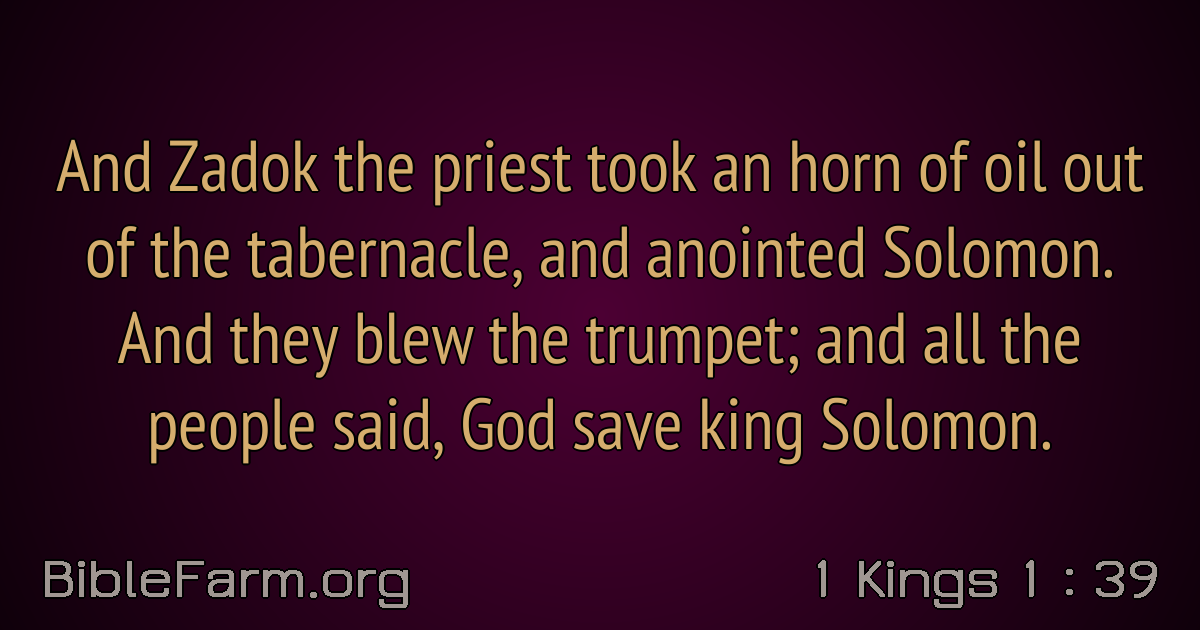 And Zadok the priest took an horn of oil out
of the tabernacle, and anointed Solomon.
And they blew the trumpet; and all the
people said, God save king Solomon.
BibleFarm.org
1 Kings 1 : 39